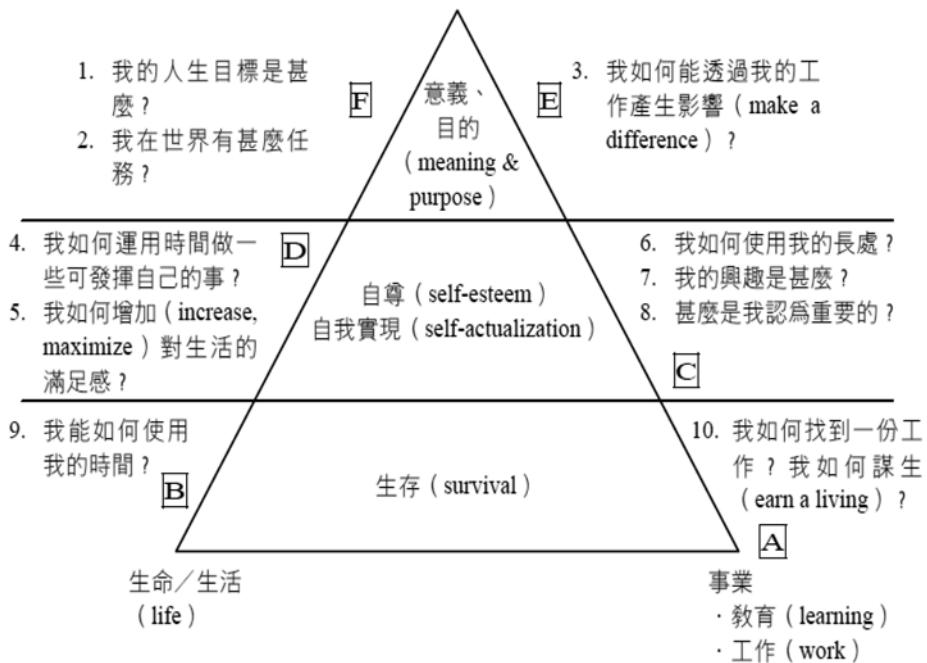 1. 我的人生目標是甚
麼？
2. 我在世界有甚麼任
務？
F
意義、
目的
（meaning &
purpose）
E
3. 我如何能透過我的工
作產生影響（make a
difference）？
4. 我如何運用時間做一
些可發揮自己的事？
5. 我如何增加（increase,
maximize）對生活的
滿足感？
D
自尊（self-esteem）
自我實現（self-actualization）
6. 我如何使用我的長處？
7. 我的興趣是甚麼？
8. 甚麼是我認爲重要的？
C
9. 我能如何使用
我的時間？
B
生存（survival）
10. 我如何找到一份工
作？我如何謀生
（earn a living）？
A
生命／生活
（life）
事業
．教育（learning）
．工作（work）